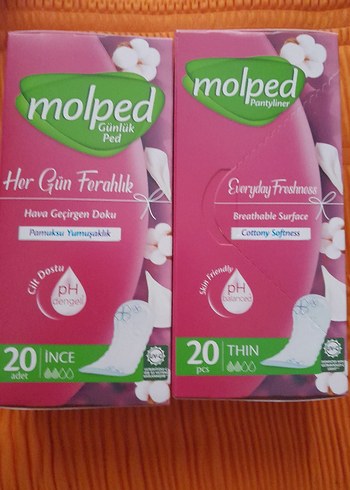 molped
Günlük
Ped
Her Gün Ferahlık
Hava Geçirgen Doku
Pamuksu Yumuşaklık
Cilt Dostu
pH
dengeli
20
adet
İNCE
molped
Pantyliner
Everyday Freshness
Breathable Surface
Cottony Softness
Skin Friendly
pH
balanced
20
pcs
THIN